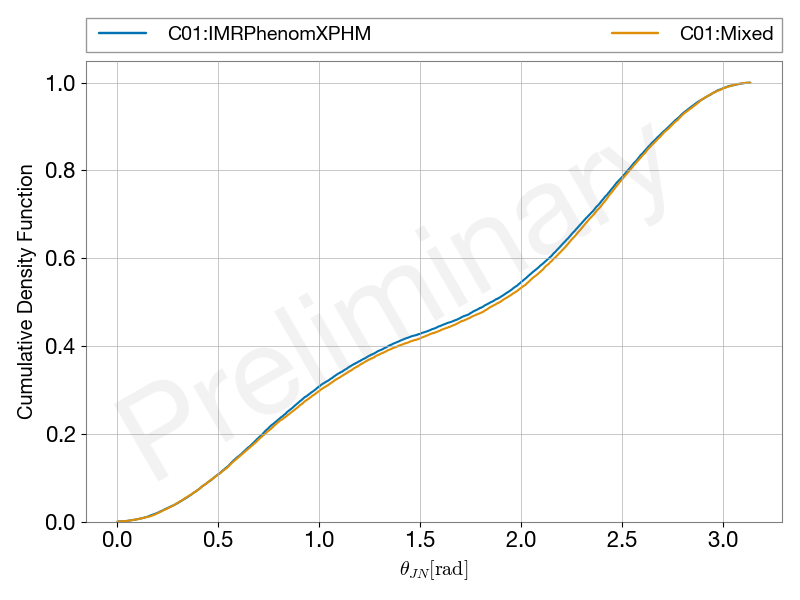 C01:IMRPhenomXPHM
C01:Mixed
Cumulative Density Function
1.0
0.8
0.6
0.4
0.2
0.0
Preliminary
0.0 0.5 1.0 1.5 2.0 2.5 3.0
θ_JN[rad]